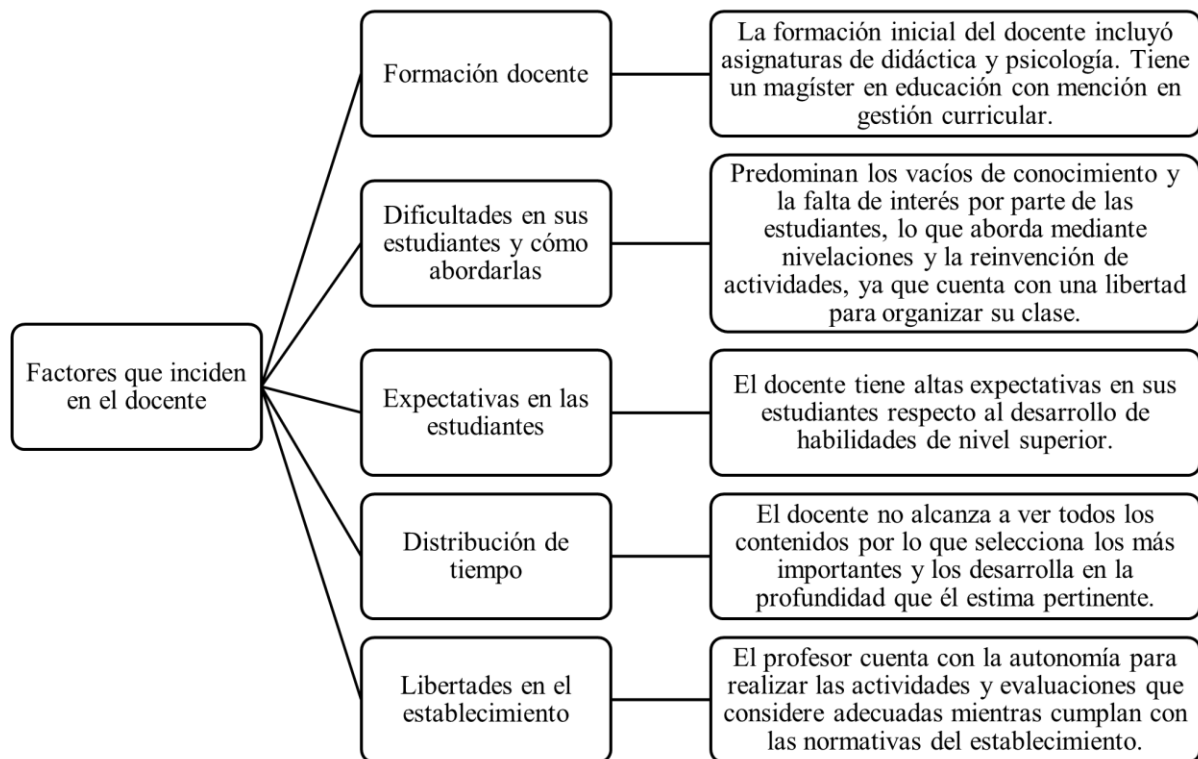 Factores que inciden
en el docente
Formación docente
La formación inicial del docente incluyó
asignaturas de didáctica y psicología. Tiene
un magíster en educación con mención en
gestión curricular.
Dificultades en sus
estudiantes y cómo
abordarlas
Predominan los vacíos de conocimiento y
la falta de interés por parte de las
estudiantes, lo que aborda mediante
nivelaciones y la reinvención de
actividades, ya que cuenta con una libertad
para organizar su clase.
Expectativas en las
estudiantes
El docente tiene altas expectativas en sus
estudiantes respecto al desarrollo de
habilidades de nivel superior.
Distribución de
tiempo
El docente no alcanza a ver todos los
contenidos por lo que selecciona los más
importantes y los desarrolla en la
profundidad que él estima pertinente.
Libertades en el
establecimiento
El profesor cuenta con la autonomía para
realizar las actividades y evaluaciones que
considere adecuadas mientras cumplan con
las normativas del establecimiento.